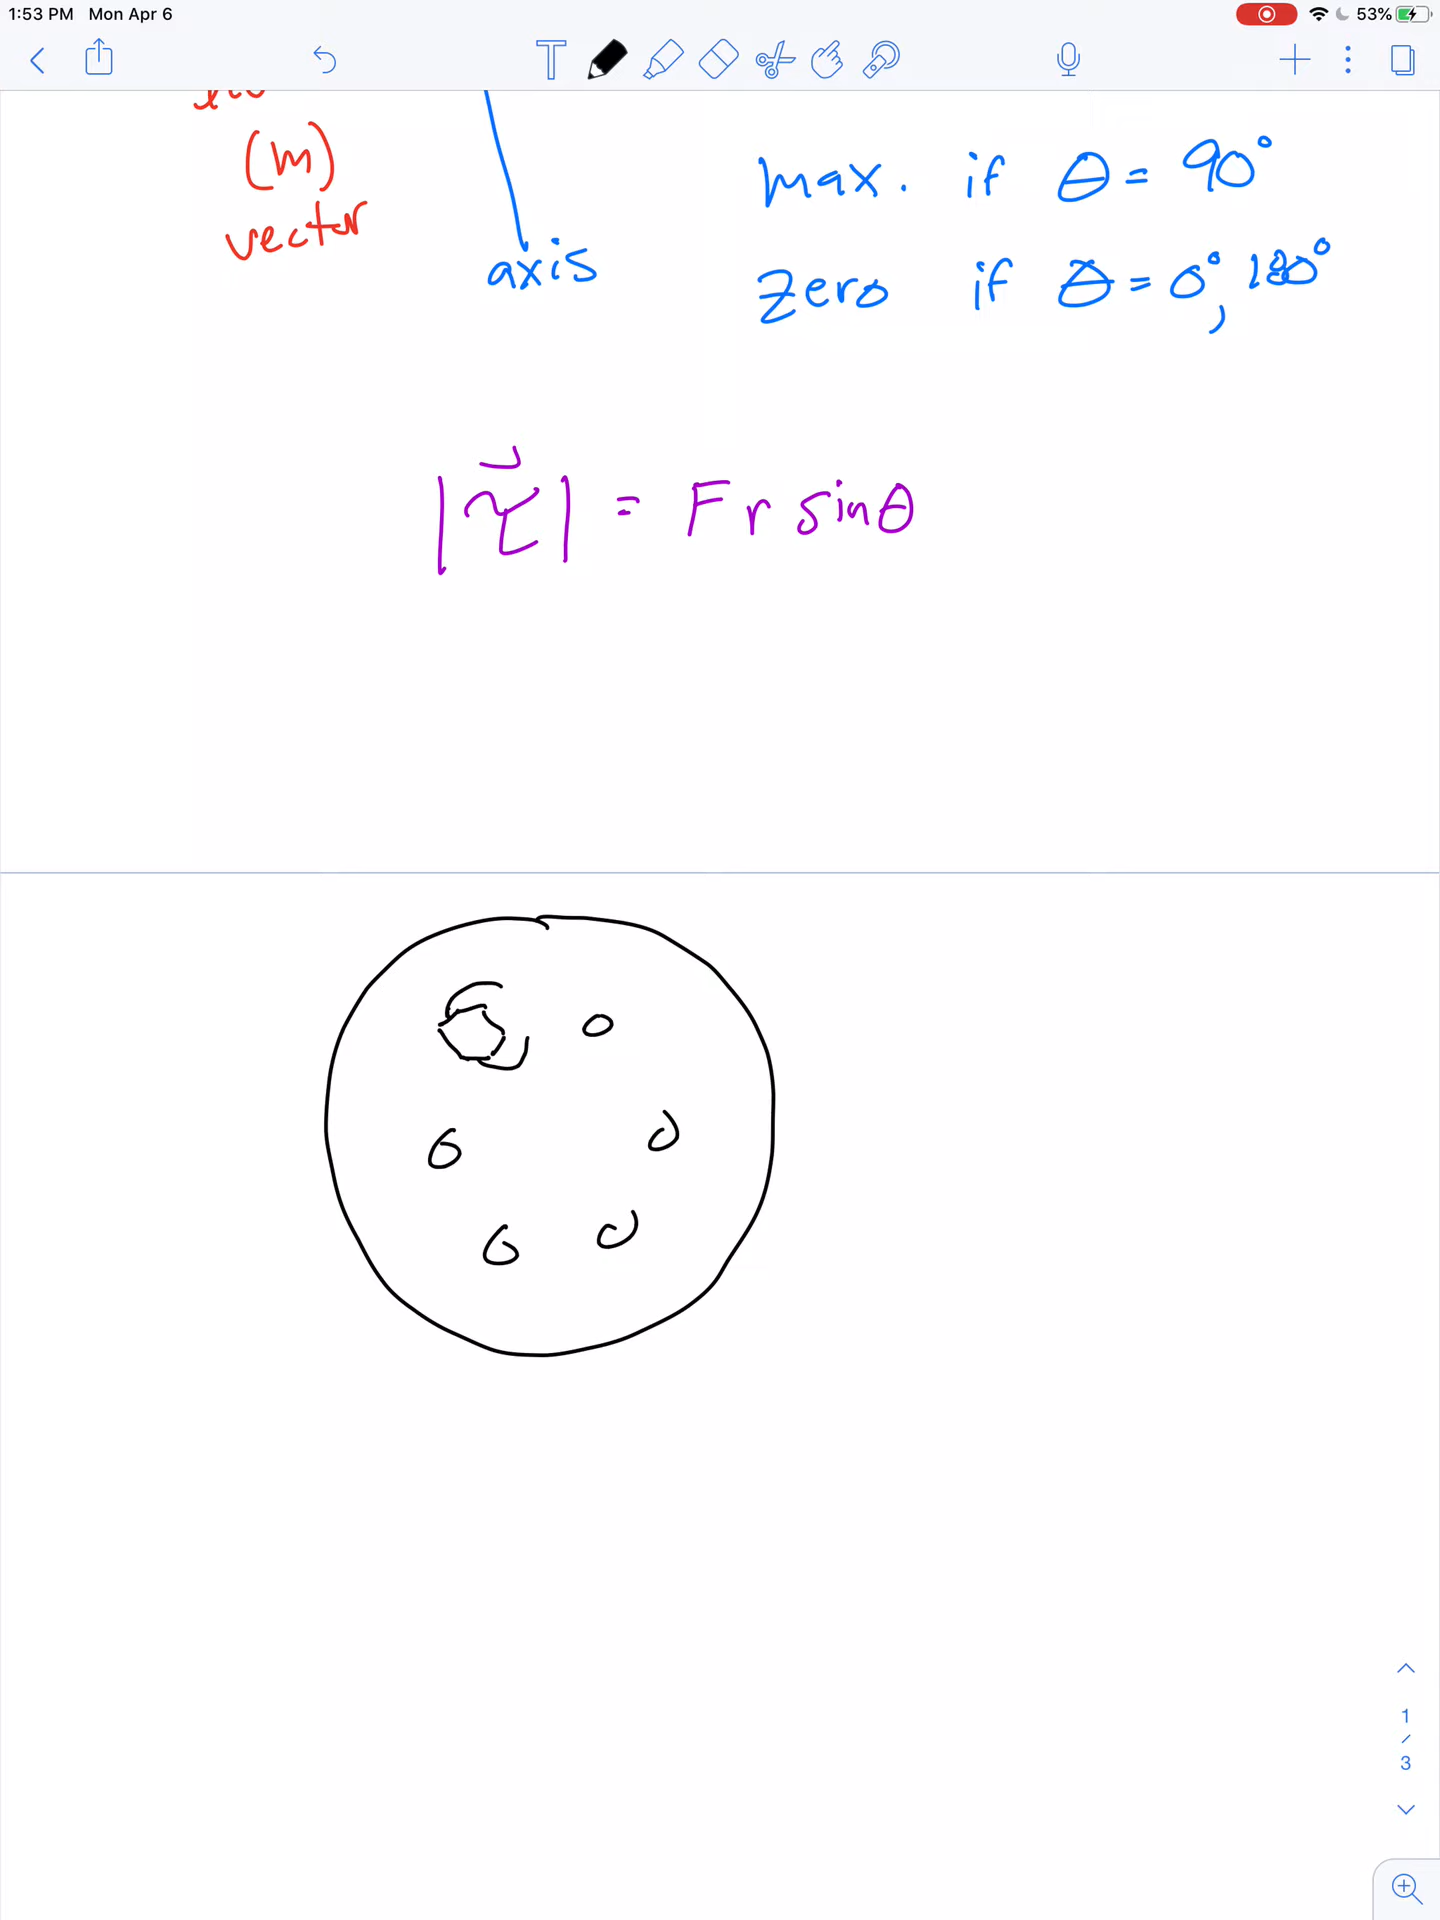 1:53 PM Mon Apr 6
53%
(m)
vector
axis
max. if θ = 90°
zero if θ = 0°, 180°
|τ⃗| = F r sinθ
1
/
3